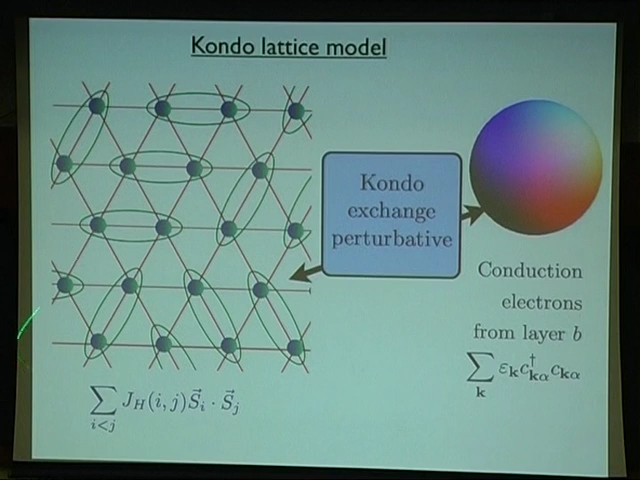 Kondo lattice model
Kondo
exchange
perturbative
Conduction
electrons
from layer b
∑_k ε_k c†_kα c_kα
∑_{i<j} J_H(i,j) S⃗_i · S⃗_j